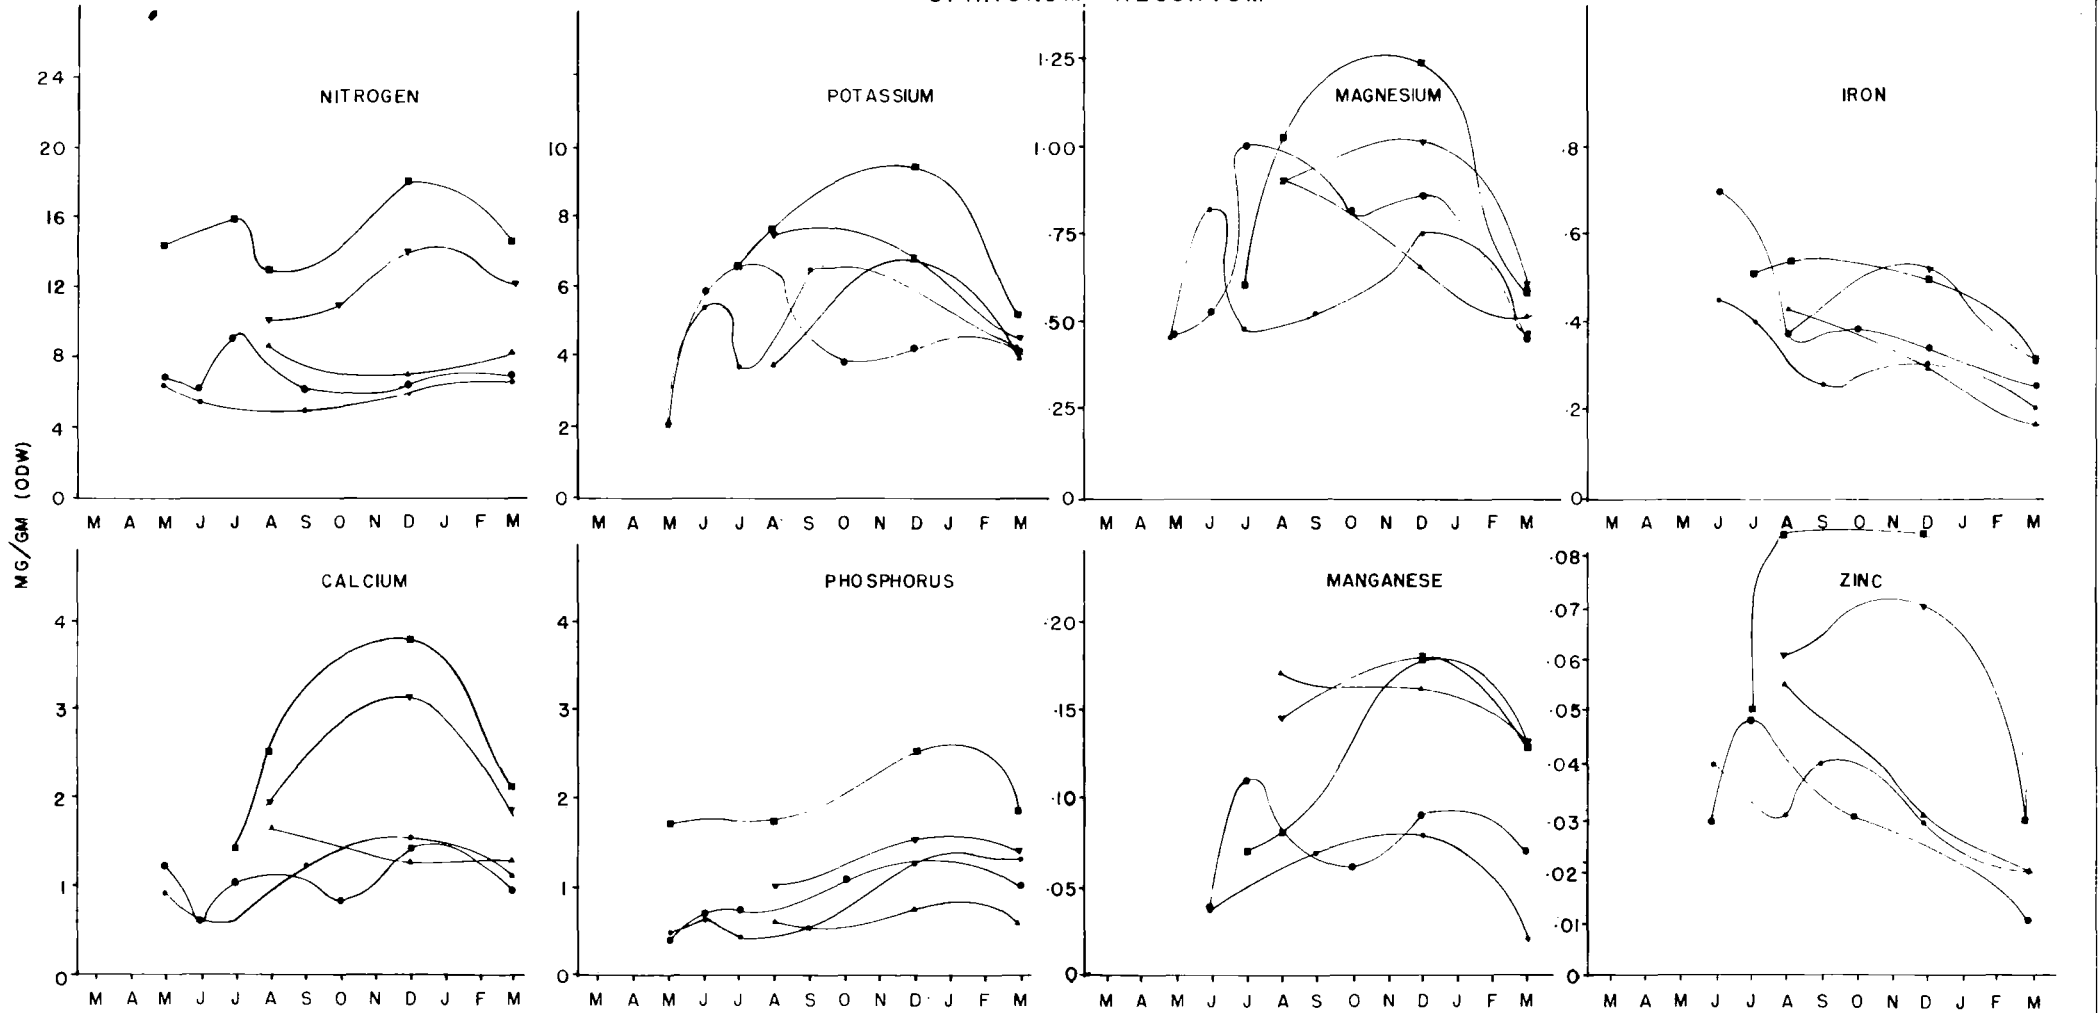 NITROGEN
24
20
16
12
8
4
0
M A M J J A S O N D J F M
POTASSIUM
10
8
6
4
2
0
M A M J J A S O N D J F M
MAGNESIUM
1.25
1.00
.75
.50
.25
0
M A M J J A S O N D J F M
IRON
.8
.6
.4
.2
0
M A M J J A S O N D J F M
MG/GM (ODW)
CALCIUM
4
3
2
1
0
M A M J J A S O N D J F M
PHOSPHORUS
4
3
2
1
0
M A M J J A S O N D J F M
MANGANESE
.20
.15
.10
.05
0
M A M J J A S O N D J F M
ZINC
.08
.07
.06
.05
.04
.03
.02
.01
0
M A M J J A S O N D J F M